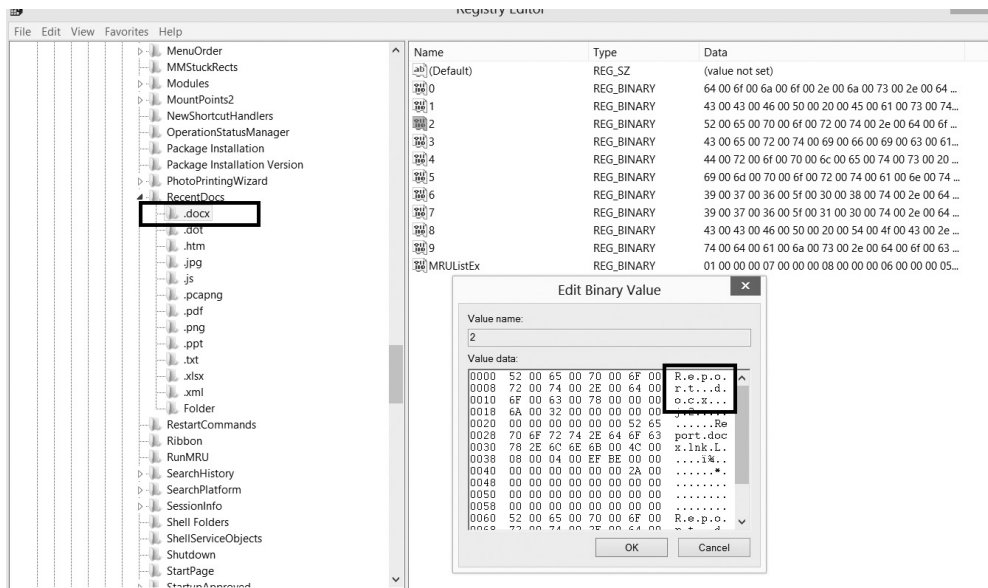 Registry Editor
File Edit View Favorites Help
MenuOrder
MMStuckRects
Modules
MountPoints2
NewShortcutHandlers
OperationStatusManager
Package Installation
Package Installation Version
PhotoPrintingWizard
RecentDocs
.docx
.dot
.htm
.jpg
.js
.pcapng
.pdf
.png
.ppt
.txt
.xlsx
.xml
Folder
RestartCommands
Ribbon
RunMRU
SearchHistory
SearchPlatform
SessionInfo
Shell Folders
ShellServiceObjects
Shutdown
StartPage
StartupApproved
Name Type Data
(Default) REG_SZ (value not set)
0 REG_BINARY 64 00 6f 00 6a 00 6f 00 2e 00 6a 00 73 00 2e 00 64 ...
1 REG_BINARY 43 00 43 00 46 00 50 00 20 00 45 00 61 00 73 00 74...
2 REG_BINARY 52 00 65 00 70 00 6f 00 72 00 74 00 2e 00 64 00 6f ...
3 REG_BINARY 43 00 65 00 72 00 74 00 69 00 66 00 69 00 63 00 61...
4 REG_BINARY 44 00 72 00 6f 00 70 00 6c 00 65 00 74 00 73 00 20 ...
5 REG_BINARY 69 00 6d 00 70 00 6f 00 72 00 74 00 61 00 6e 00 74 ...
6 REG_BINARY 39 00 37 00 36 00 5f 00 30 00 38 00 74 00 2e 00 64 ...
7 REG_BINARY 39 00 37 00 36 00 5f 00 31 00 30 00 74 00 2e 00 64 ...
8 REG_BINARY 43 00 43 00 46 00 50 00 20 00 54 00 4f 00 43 00 2e ...
9 REG_BINARY 74 00 64 00 61 00 6a 00 73 00 2e 00 64 00 6f 00 63 ...
MRUListEx REG_BINARY 01 00 00 00 07 00 00 00 08 00 00 00 06 00 00 00 05...
Edit Binary Value
Value name:
2
Value data:
0000 52 00 65 00 70 00 6F 00 R.e.p.o.
0008 72 00 74 00 2E 00 64 00 r.t...d.
0010 6F 00 63 00 78 00 00 00 o.c.x...
0018 6A 00 32 00 00 00 00 00 j.2.....
0020 00 00 00 00 00 00 52 65 ......Re
0028 70 6F 72 74 2E 64 6F 63 port.doc
0030 78 2E 6C 6E 6B 00 4C 00 x.lnk.L.
0038 08 00 04 00 EF BE 00 00 ....ï¾..
0040 00 00 00 00 00 00 2A 00 ......*.
0048 00 00 00 00 00 00 00 00 ........
0050 00 00 00 00 00 00 00 00 ........
0058 00 00 00 00 00 00 00 00 ........
0060 52 00 65 00 70 00 6F 00 R.e.p.o.
0068 72 00 74 00 2E 00 64 00 r.t...d.
OK Cancel